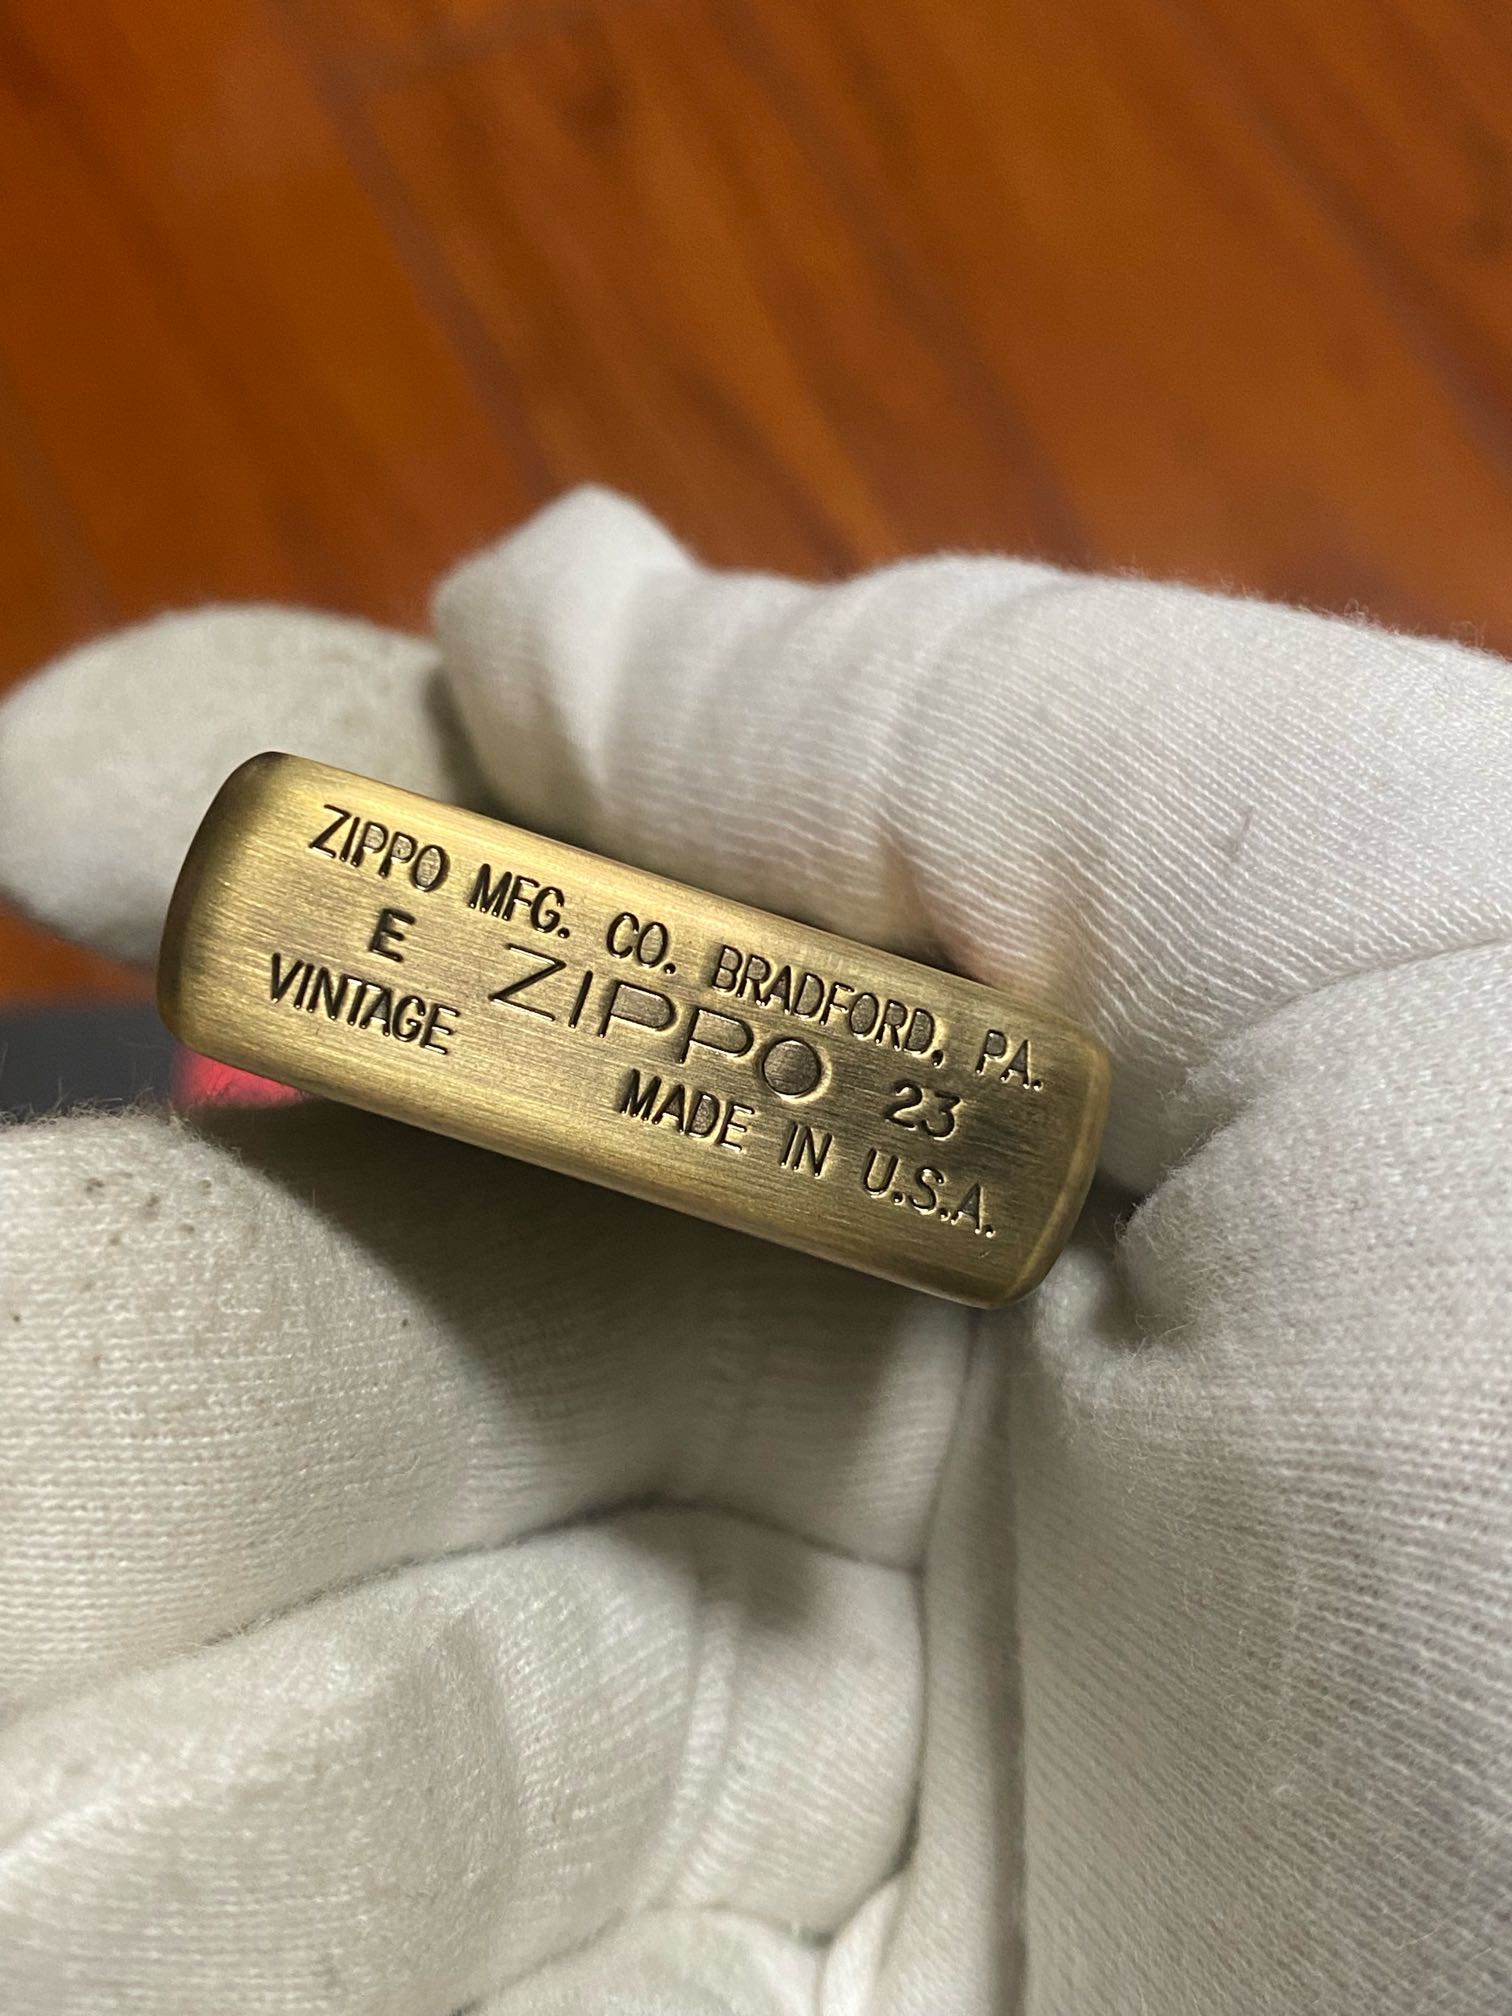 ZIPPO MFG. CO. BRADFORD, PA.
E ZIPPO 23
VINTAGE MADE IN U.S.A.